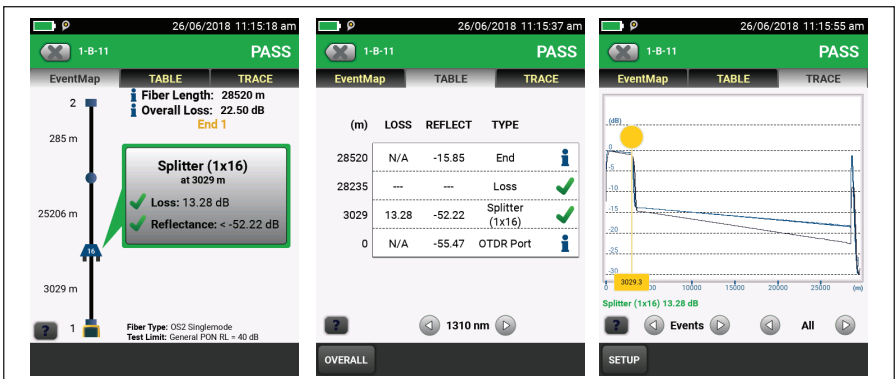 26/06/2018 11:15:18 am
1-B-11 PASS
EventMap TABLE TRACE
2
Fiber Length: 28520 m
Overall Loss: 22.50 dB
End 1
285 m
Splitter (1x16)
at 3029 m
Loss: 13.28 dB
Reflectance: < -52.22 dB
25206 m
16
3029 m
? 1
Fiber Type: OS2 Singlemode
Test Limit: General PON RL = 40 dB
26/06/2018 11:15:37 am
1-B-11 PASS
EventMap TABLE TRACE
(m) LOSS REFLECT TYPE
28520 N/A -15.85 End
28235 --- --- Loss
3029 13.28 -52.22 Splitter (1x16)
0 N/A -55.47 OTDR Port
? 1310 nm
OVERALL
26/06/2018 11:15:55 am
1-B-11 PASS
EventMap TABLE TRACE
(dB)
0
-5
-10
-15
-20
-25
-30
3029.3
0 10000 15000 20000 25000 (m)
Splitter (1x16) 13.28 dB
? Events All
SETUP